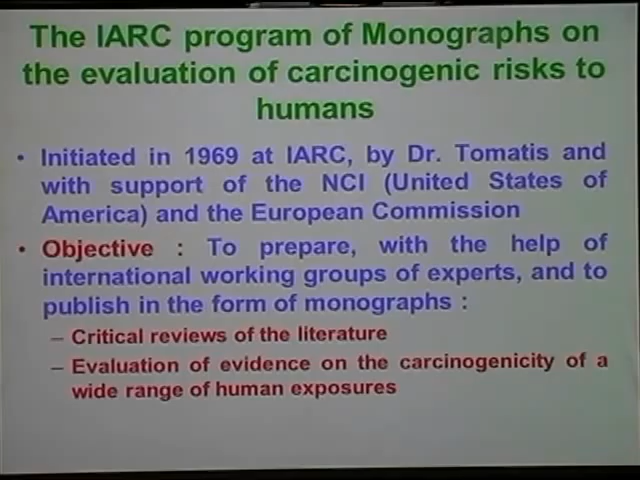 The IARC program of Monographs on
the evaluation of carcinogenic risks to
humans
• Initiated in 1969 at IARC, by Dr. Tomatis and
with support of the NCI (United States of
America) and the European Commission
• Objective : To prepare, with the help of
international working groups of experts, and to
publish in the form of monographs :
– Critical reviews of the literature
– Evaluation of evidence on the carcinogenicity of a
wide range of human exposures